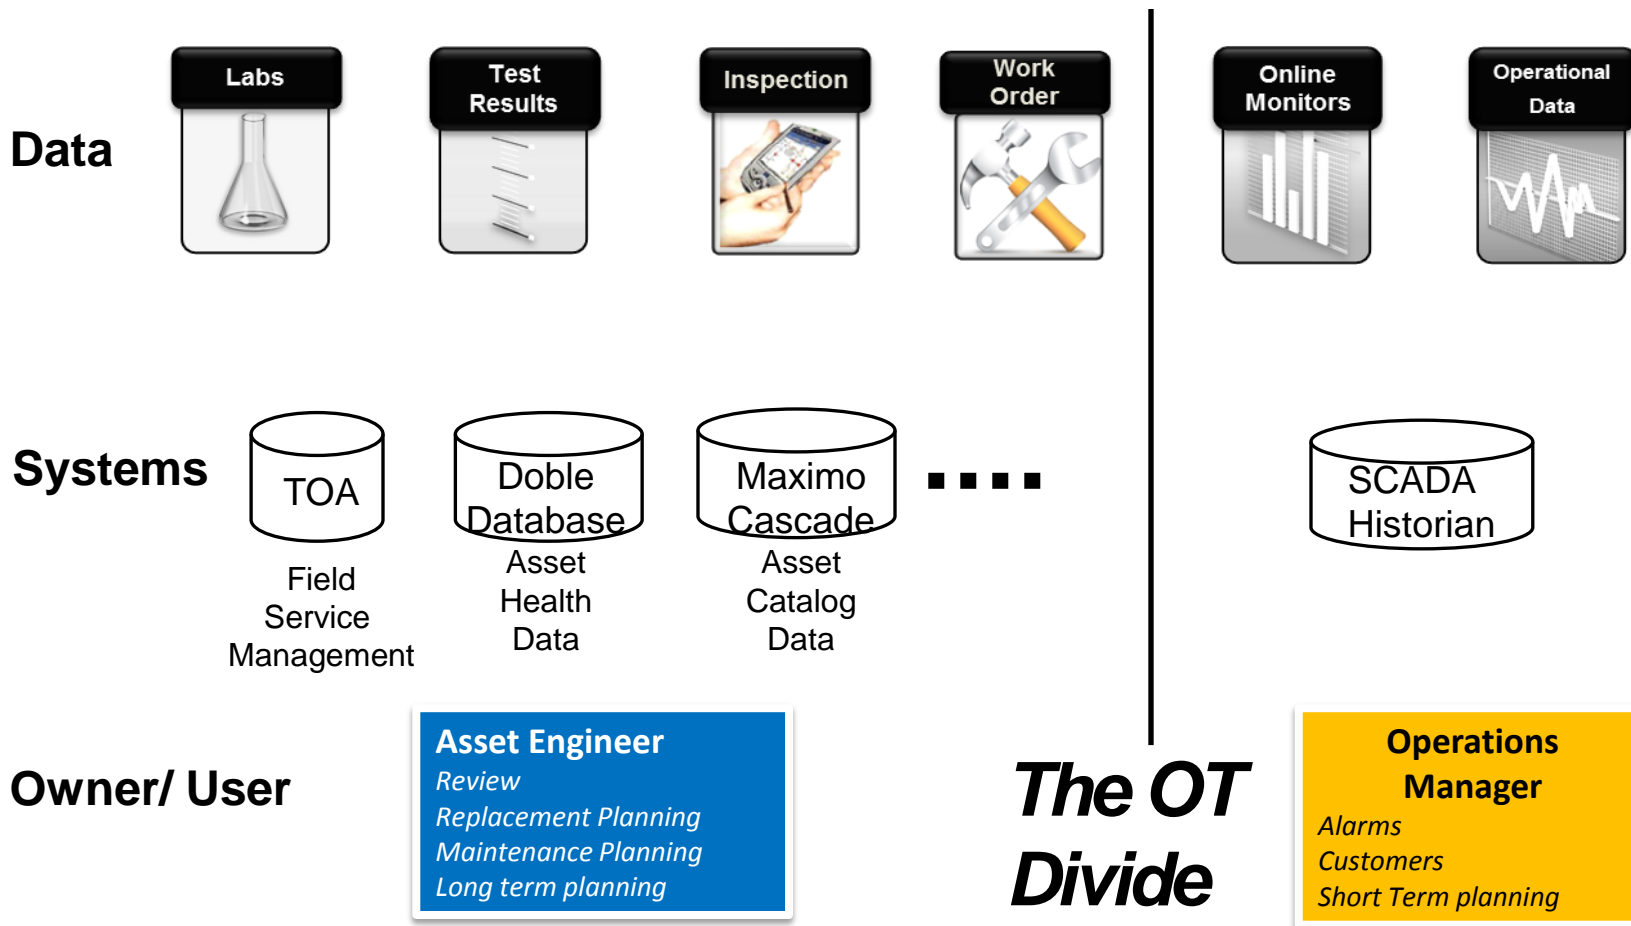 Labs
Test
Results
Inspection
Work
Order
Online
Monitors
Operational
Data
Data
Systems
TOA
Doble
Database
Maximo
Cascade
SCADA
Historian
Field
Service
Management
Asset
Health
Data
Asset
Catalog
Data
Owner/ User
Asset Engineer
Review
Replacement Planning
Maintenance Planning
Long term planning
The OT
Divide
Operations
Manager
Alarms
Customers
Short Term planning